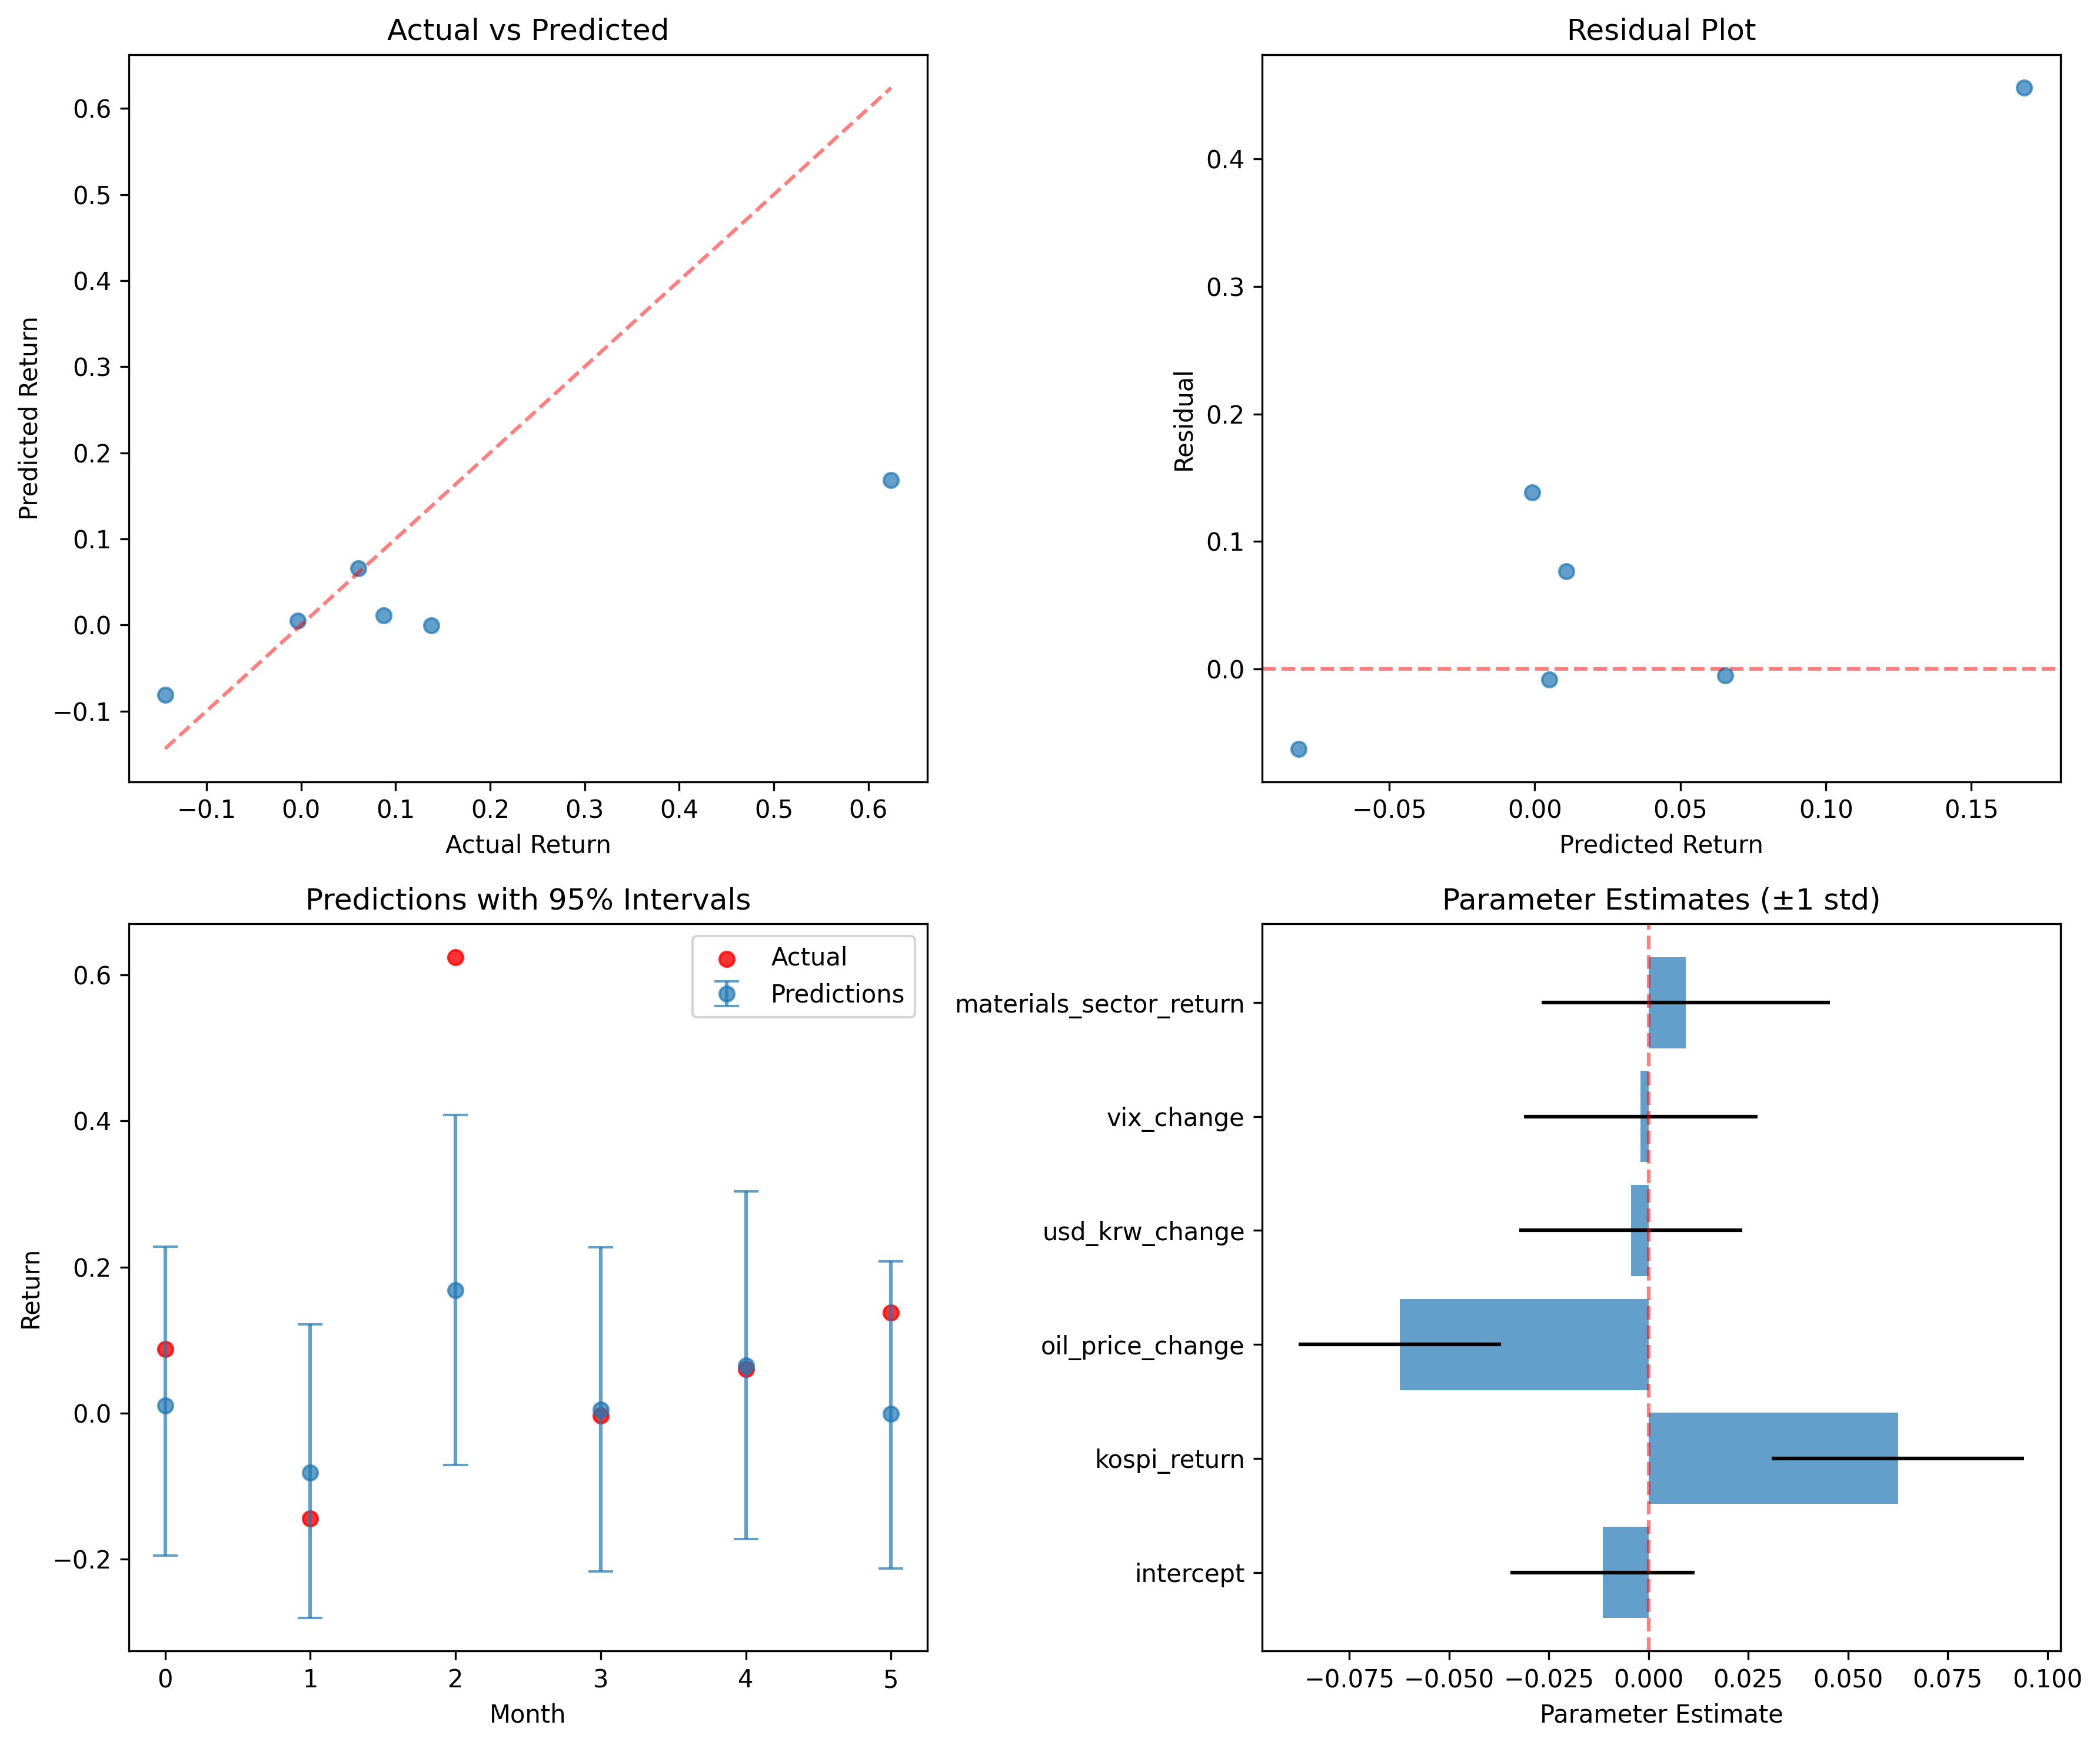 Actual vs Predicted
Predicted Return
0.6
0.5
0.4
0.3
0.2
0.1
0.0
−0.1
−0.1 0.0 0.1 0.2 0.3 0.4 0.5 0.6
Actual Return
Residual Plot
Residual
0.4
0.3
0.2
0.1
0.0
−0.05 0.00 0.05 0.10 0.15
Predicted Return
Predictions with 95% Intervals
Actual
Predictions
Return
0.6
0.4
0.2
0.0
−0.2
0 1 2 3 4 5
Month
Parameter Estimates (±1 std)
materials_sector_return
vix_change
usd_krw_change
oil_price_change
kospi_return
intercept
−0.075 −0.050 −0.025 0.000 0.025 0.050 0.075 0.100
Parameter Estimate